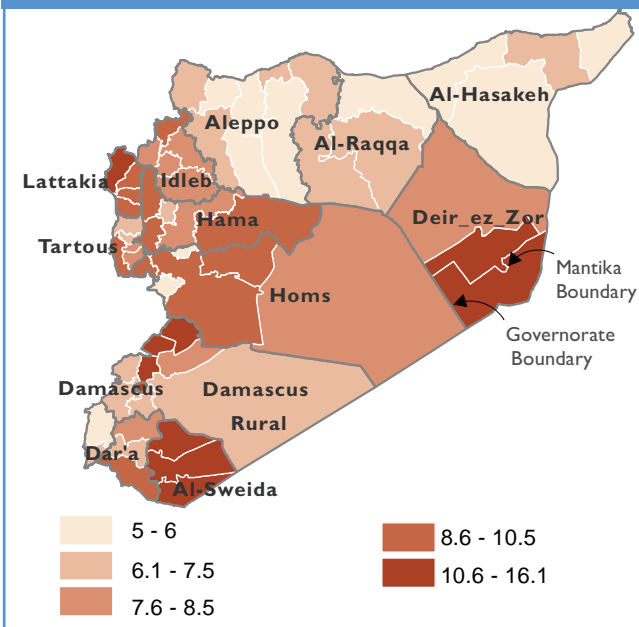 Al-Hasakeh
Aleppo
Al-Raqqa
Lattakia
Idleb
Deir_ez_Zor
Hama
Tartous
Mantika
Boundary
Homs
Governorate
Boundary
Damascus
Damascus
Rural
Dar'a
Al-Sweida
5 - 6
6.1 - 7.5
7.6 - 8.5
8.6 - 10.5
10.6 - 16.1